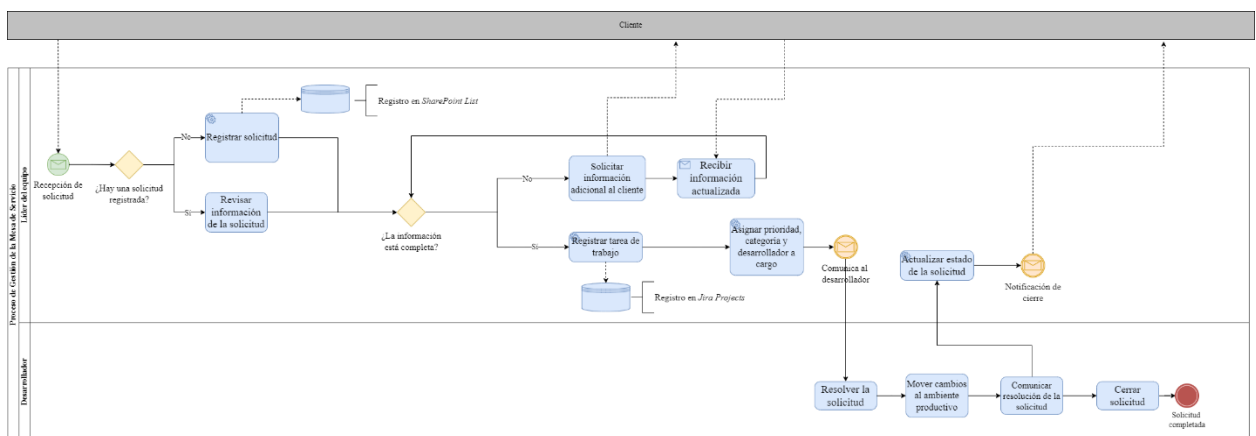 Cliente
Proceso de Gestión de la Mesa de Servicio
Líder del equipo
Recepción de
solicitud
¿Hay una solicitud
registrada?
No
Registrar solicitud
Registro en SharePoint List
Si
Revisar
información
de la solicitud
¿La información
está completa?
No
Solicitar
información
adicional al cliente
Recibir
información
actualizada
Si
Registrar tarea de
trabajo
Registro en Jira Projects
Asignar prioridad,
categoría y
desarrollador a
cargo
Comunica al
desarrollador
Actualizar estado
de la solicitud
Notificación de
cierre
Desarrollador
Resolver la
solicitud
Mover cambios
al ambiente
productivo
Comunicar
resolución de la
solicitud
Cerrar
solicitud
Solicitud
completada